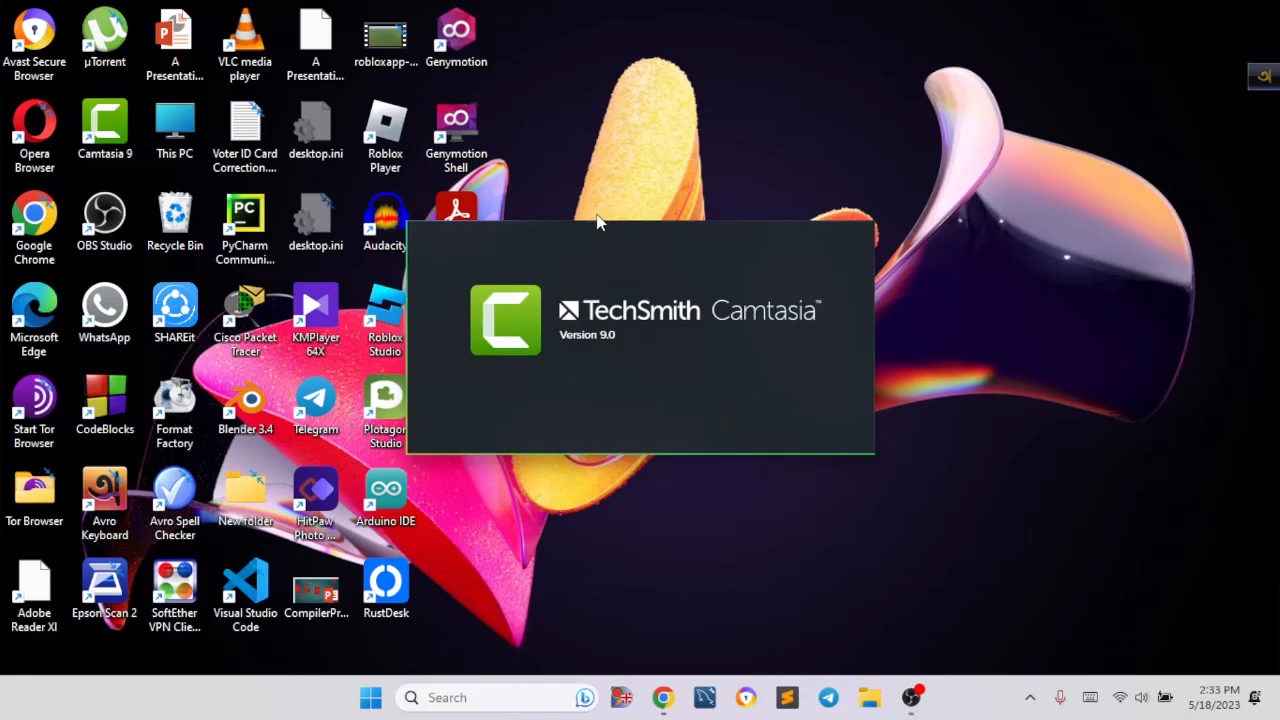 Avast Secure
Browser
µTorrent
A
Presentati...
VLC media
player
A
Presentati...
robloxapp-...
Genymotion
Opera
Browser
Camtasia 9
This PC
Voter ID Card
Correction....
desktop.ini
Roblox
Player
Genymotion
Shell
Google
Chrome
OBS Studio
Recycle Bin
PC
PyCharm
Communi...
desktop.ini
Audacity
TechSmith Camtasia™
Version 9.0
Microsoft
Edge
WhatsApp
SHAREit
Cisco Packet
Tracer
KMPlayer
64X
Roblox
Studio
Start Tor
Browser
CodeBlocks
Format
Factory
Blender 3.4
Telegram
Plotagon
Studio
Tor Browser
Avro
Keyboard
Avro Spell
Checker
New folder
HitPaw
Photo ...
Arduino IDE
Adobe
Reader XI
Epson Scan 2
SoftEther
VPN Clie...
Visual Studio
Code
CompilerPr...
RustDesk
অ
Search
2:33 PM
5/18/2023